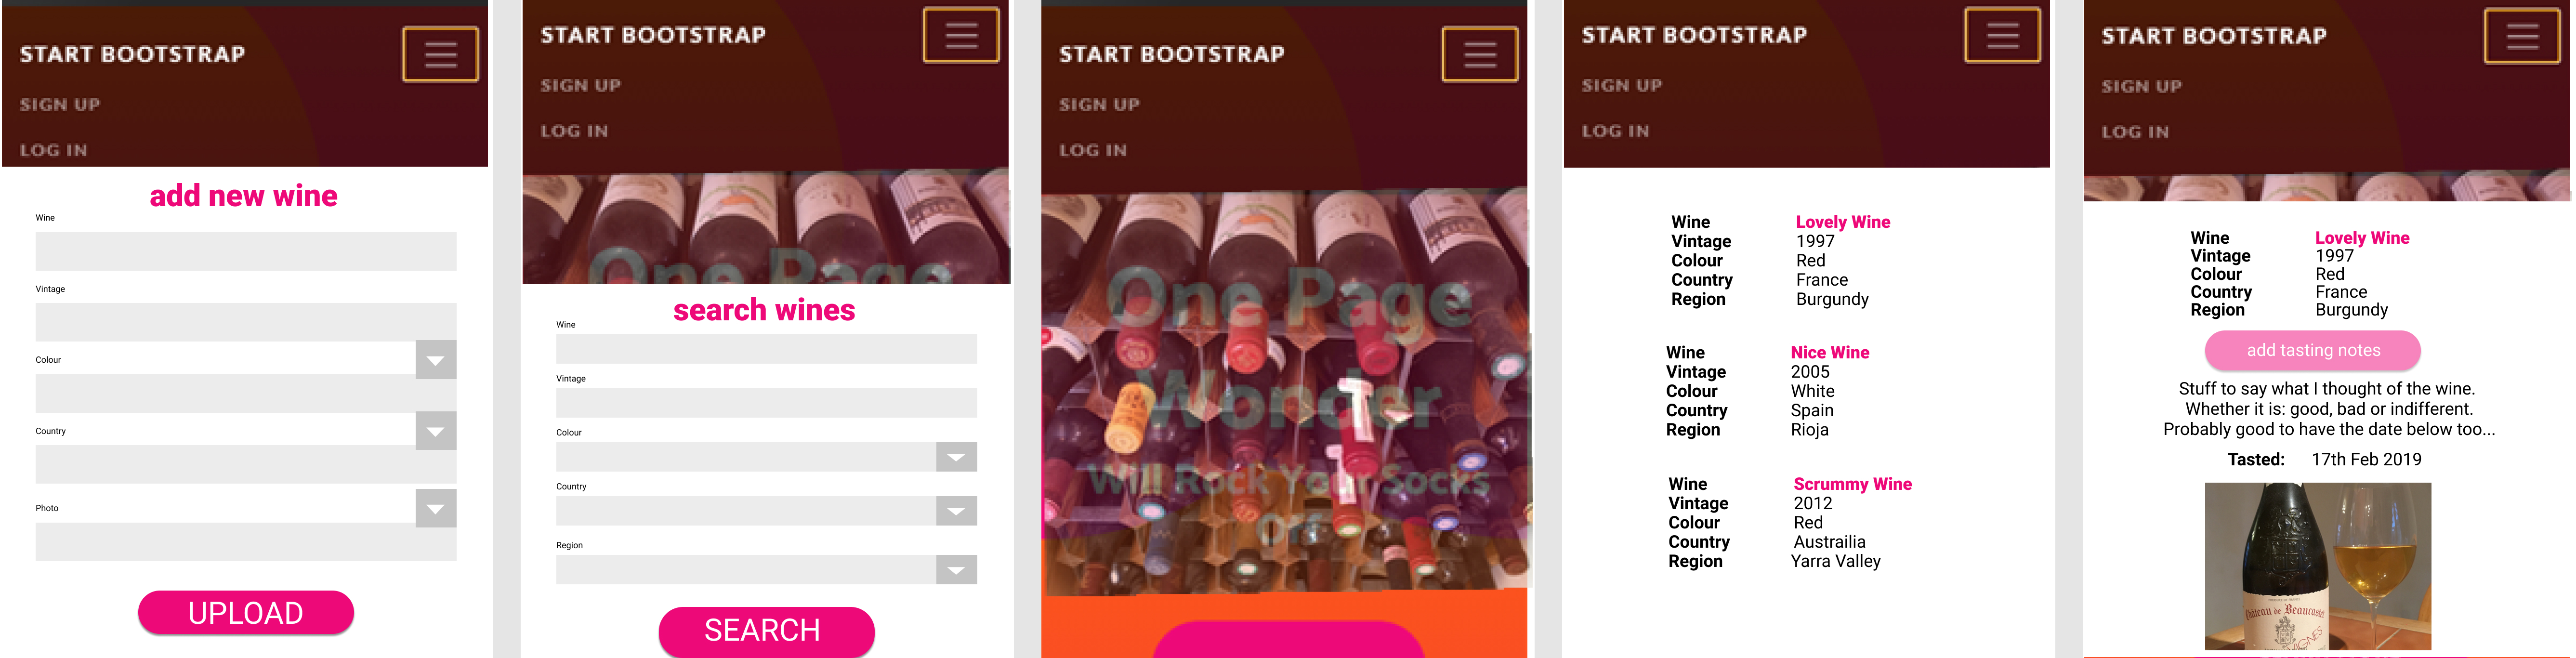 START BOOTSTRAP
SIGN UP
LOG IN
add new wine
Wine
Vintage
Colour
Country
Photo
UPLOAD
START BOOTSTRAP
SIGN UP
LOG IN
One Page
search wines
Wine
Vintage
Colour
Country
Region
SEARCH
START BOOTSTRAP
SIGN UP
LOG IN
One Page
Wonder
Will Rock Your Socks
Off
START BOOTSTRAP
SIGN UP
LOG IN
Wine Lovely Wine
Vintage 1997
Colour Red
Country France
Region Burgundy
Wine Nice Wine
Vintage 2005
Colour White
Country Spain
Region Rioja
Wine Scrummy Wine
Vintage 2012
Colour Red
Country Austrailia
Region Yarra Valley
START BOOTSTRAP
SIGN UP
LOG IN
Wine Lovely Wine
Vintage 1997
Colour Red
Country France
Region Burgundy
add tasting notes
Stuff to say what I thought of the wine.
Whether it is: good, bad or indifferent.
Probably good to have the date below too...
Tasted: 17th Feb 2019
Château de Beaucastel